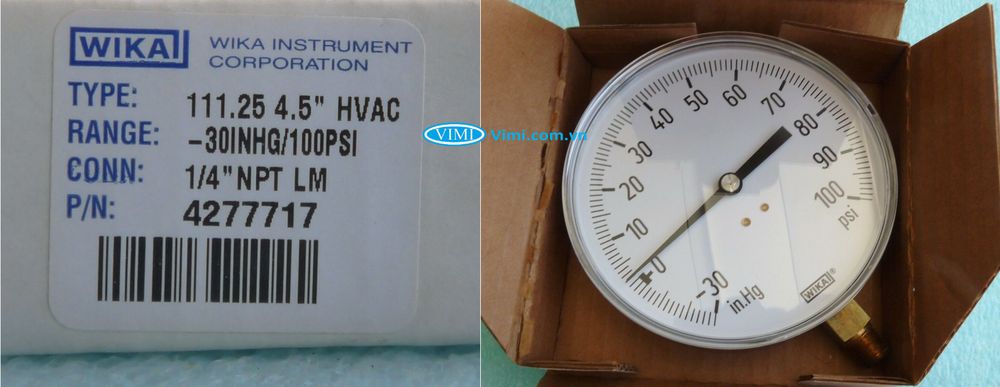 WIKA
WIKA INSTRUMENT
CORPORATION
TYPE: 111.25 4.5" HVAC
RANGE: -30INHG/100PSI
CONN: 1/4"NPT LM
P/N: 4277717
VIMI Vimi.com.vn
-30
0
10
20
30
40
50
60
70
80
90
100
psi
in.Hg
WIKA®